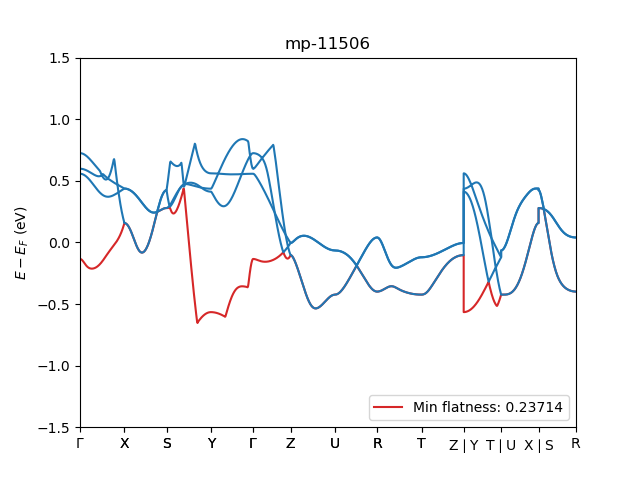 mp-11506
E − E_F (eV)
1.5
1.0
0.5
0.0
−0.5
−1.0
−1.5
Min flatness: 0.23714
Γ X S Y Γ Z U R T Z|Y T|U X|S R